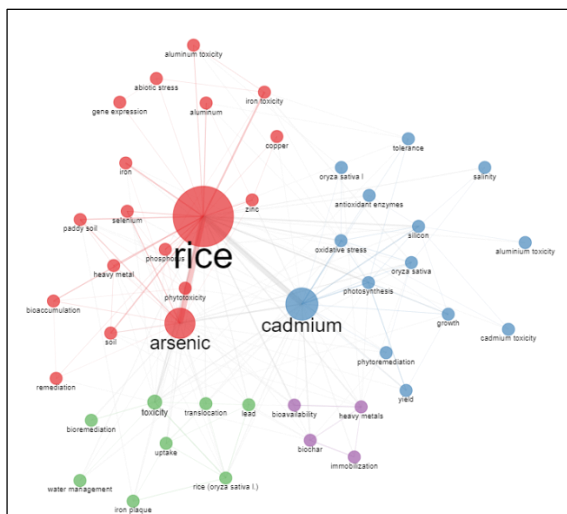 aluminum toxicity
abiotic stress
iron toxicity
gene expression
aluminum
copper
tolerance
iron
oryza sativa l
salinity
antioxidant enzymes
zinc
selenium
paddy soil
silicon
oxidative stress
aluminium toxicity
phosphorus
rice
heavy metal
oryza sativa
photosynthesis
phytotoxicity
bioaccumulation
cadmium
growth
soil
arsenic
cadmium toxicity
phytoremediation
remediation
yield
toxicity
translocation
lead
bioavailability
heavy metals
bioremediation
uptake
biochar
immobilization
water management
rice (oryza sativa l.)
iron plaque